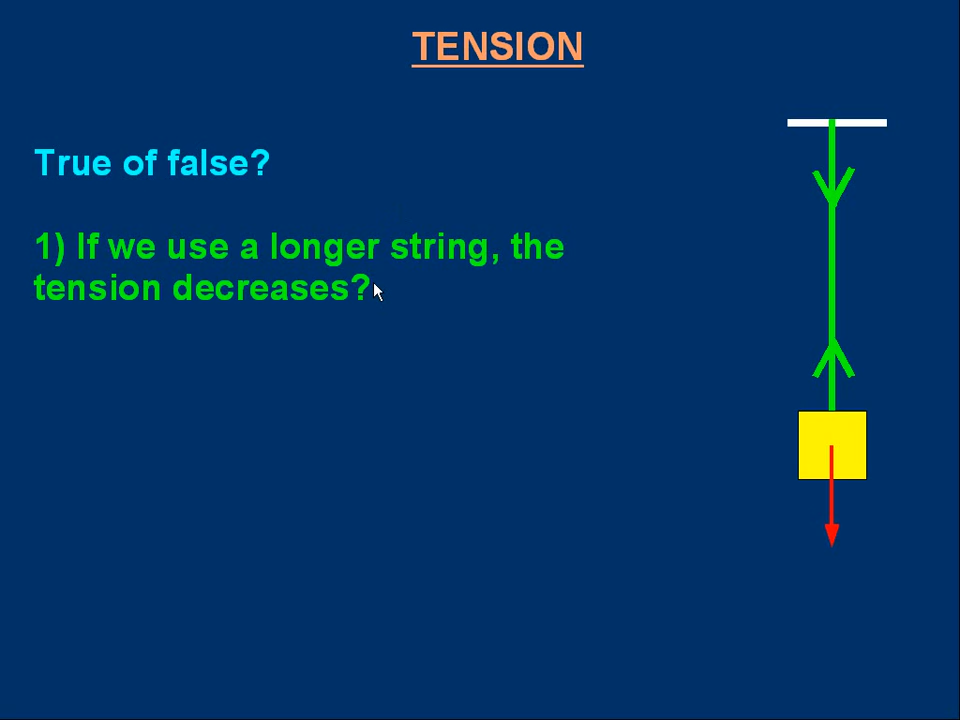 TENSION
True of false?
1) If we use a longer string, the
tension decreases?